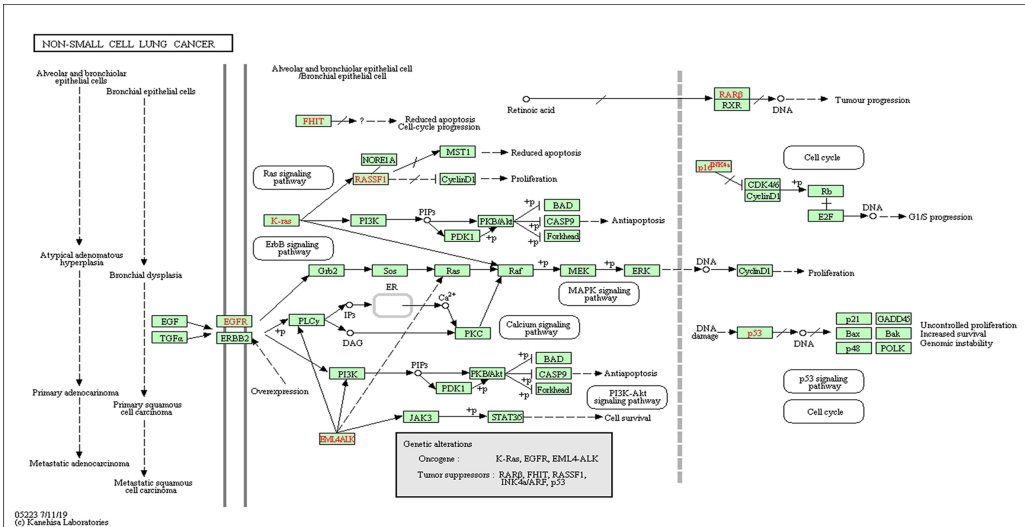 NON-SMALL CELL LUNG CANCER
Alveolar and bronchiolar
epithelial cells
Bronchial epithelial cells
Atypical adenomatous
hyperplasia
Bronchial dysplasia
Primary adenocarcinoma
Primary squamous
cell carcinoma
Metastatic adenocarcinoma
Metastatic squamous
cell carcinoma
Alveolar and bronchiolar epithelial cell
/Bronchial epithelial cell
Retinoic acid
RARβ
RXR
DNA
Tumour progression
FHIT
?
Reduced apoptosis
Cell-cycle progression
NORE1A
MST1
Reduced apoptosis
Ras signaling
pathway
RASSF1
CyclinD1
Proliferation
p16INK4a
Cell cycle
CDK4/6
CyclinD1
+p
Rb
E2F
DNA
G1/S progression
K-ras
PI3K
PIP3
PKB/Akt
PDK1
+p
+p
BAD
CASP9
Forkhead
+p
Antiapoptosis
ErbB signaling
pathway
Grb2
Sos
Ras
Raf
+p
MEK
+p
ERK
DNA
CyclinD1
Proliferation
MAPK signaling
pathway
ER
IP3
Ca2+
EGF
TGFα
EGFR
ERBB2
+p
PLCγ
DAG
PKC
Calcium signaling
pathway
DNA
damage
p53
DNA
p21
GADD45
Bax
Bak
p48
POLK
Uncontrolled proliferation
Increased survival
Genomic instability
Overexpression
PI3K
PIP3
PKB/Akt
PDK1
+p
+p
BAD
CASP9
Forkhead
+p
Antiapoptosis
PI3K-Akt
signaling pathway
p53 signaling
pathway
Cell cycle
EML4ALK
JAK3
+p
STAT3δ
Cell survival
Genetic alterations
Oncogene : K-Ras, EGFR, EML4-ALK
Tumor suppressors : RARβ, FHIT, RASSF1,
INK4a/ARF, p53
05223 7/11/19
(c) Kanehisa Laboratories